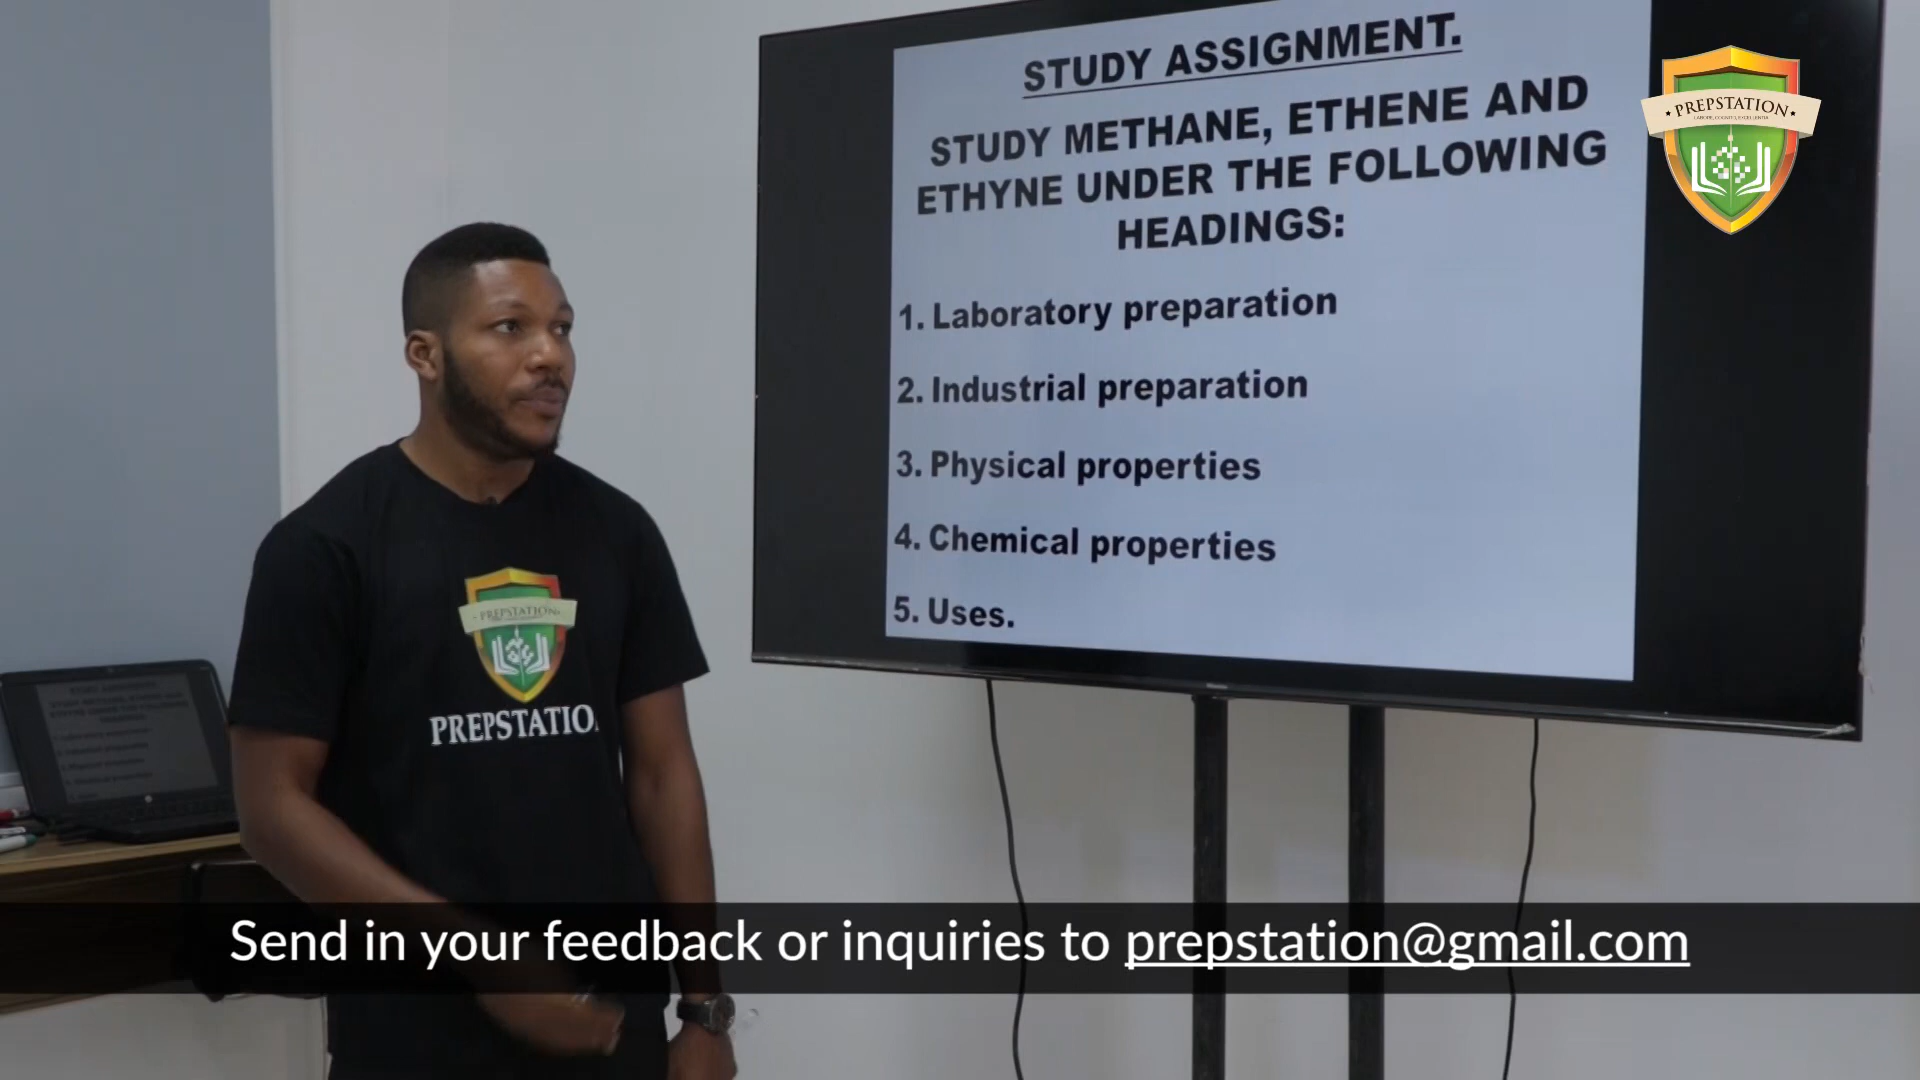 STUDY ASSIGNMENT.
STUDY METHANE, ETHENE AND
ETHYNE UNDER THE FOLLOWING
HEADINGS:
1. Laboratory preparation
2. Industrial preparation
3. Physical properties
4. Chemical properties
5. Uses.
PREPSTATION
PREPSTATION
PREPSTATIO
Send in your feedback or inquiries to prepstation@gmail.com